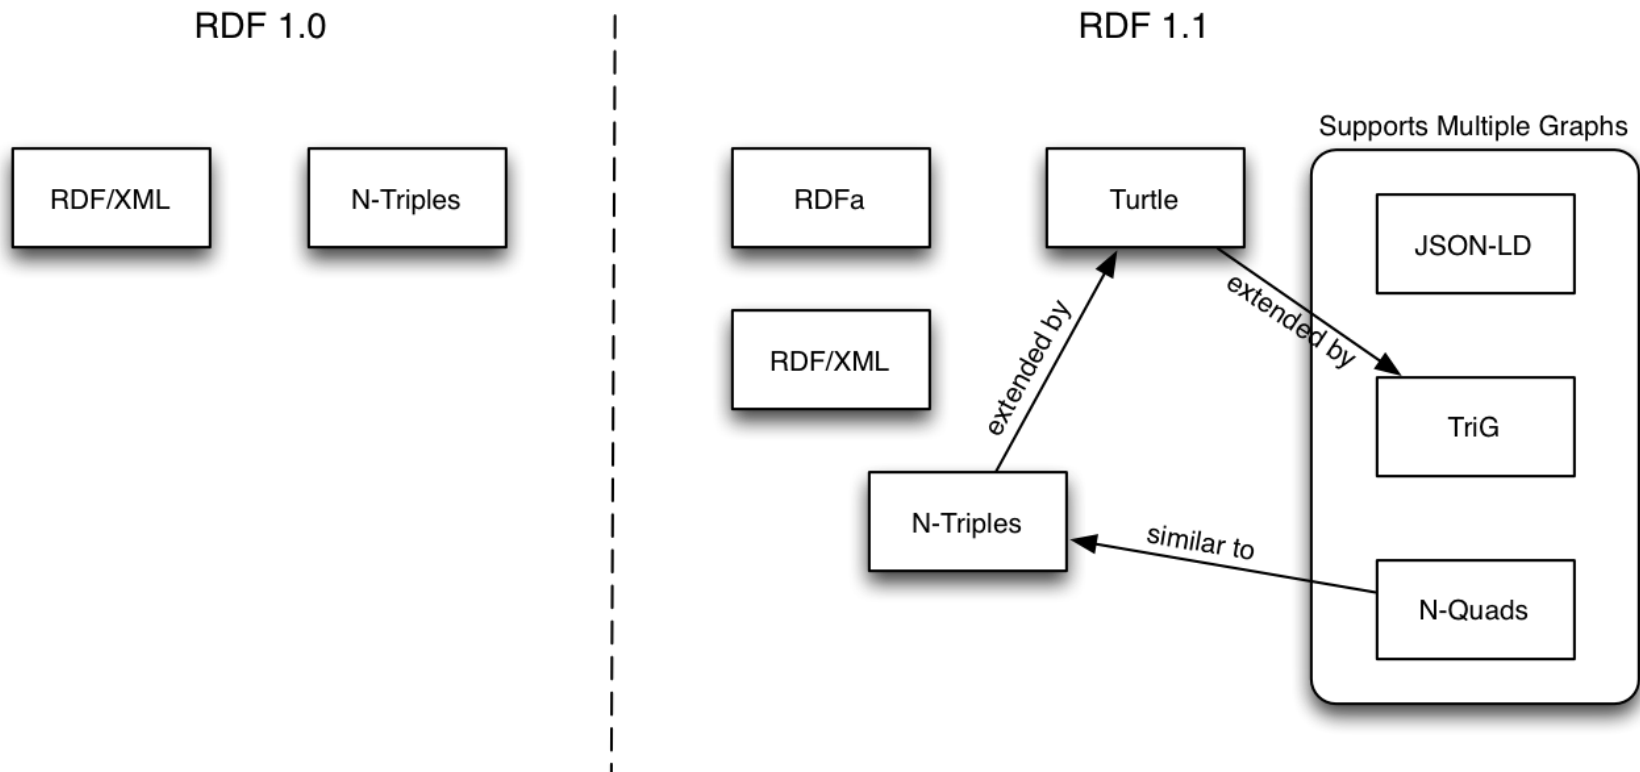 RDF 1.0
RDF 1.1
Supports Multiple Graphs
RDF/XML
N-Triples
RDFa
Turtle
JSON-LD
extended by
extended by
RDF/XML
TriG
N-Triples
similar to
N-Quads